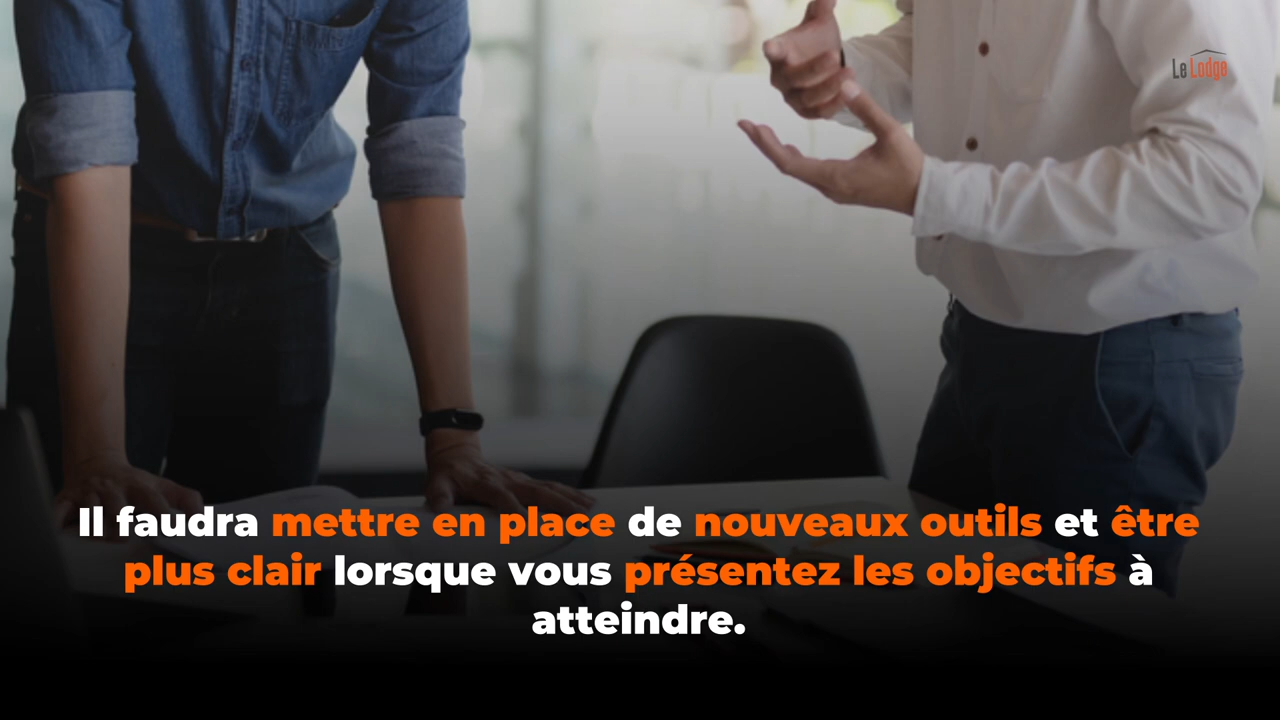 Le Lodge
Il faudra mettre en place de nouveaux outils et être
plus clair lorsque vous présentez les objectifs à
atteindre.